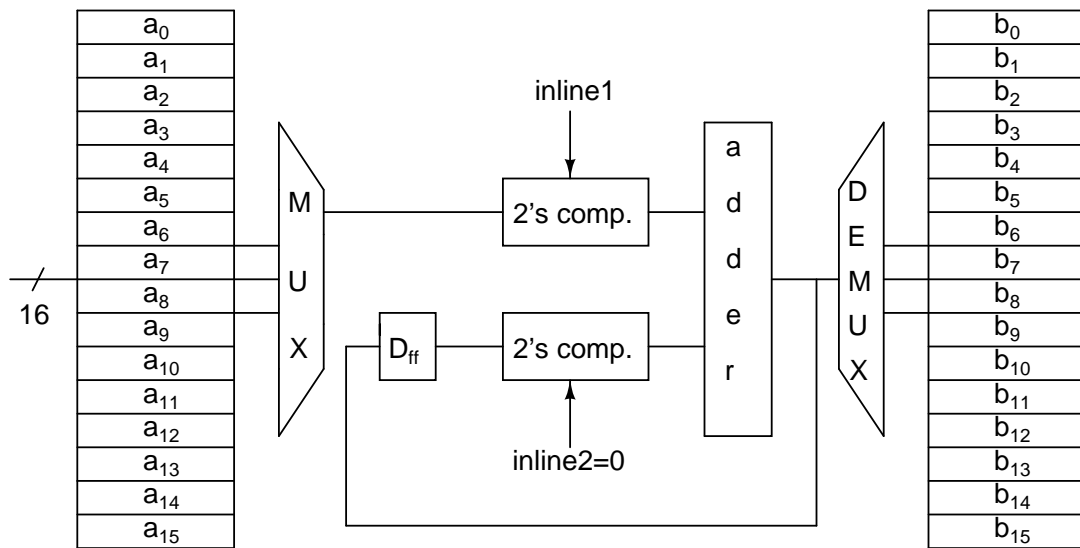 a0
a1
a2
a3
a4
a5
a6
a7
a8
a9
a10
a11
a12
a13
a14
a15
16
M
U
X
inline1
2's comp.
Dff
2's comp.
inline2=0
a
d
d
e
r
D
E
M
U
X
b0
b1
b2
b3
b4
b5
b6
b7
b8
b9
b10
b11
b12
b13
b14
b15